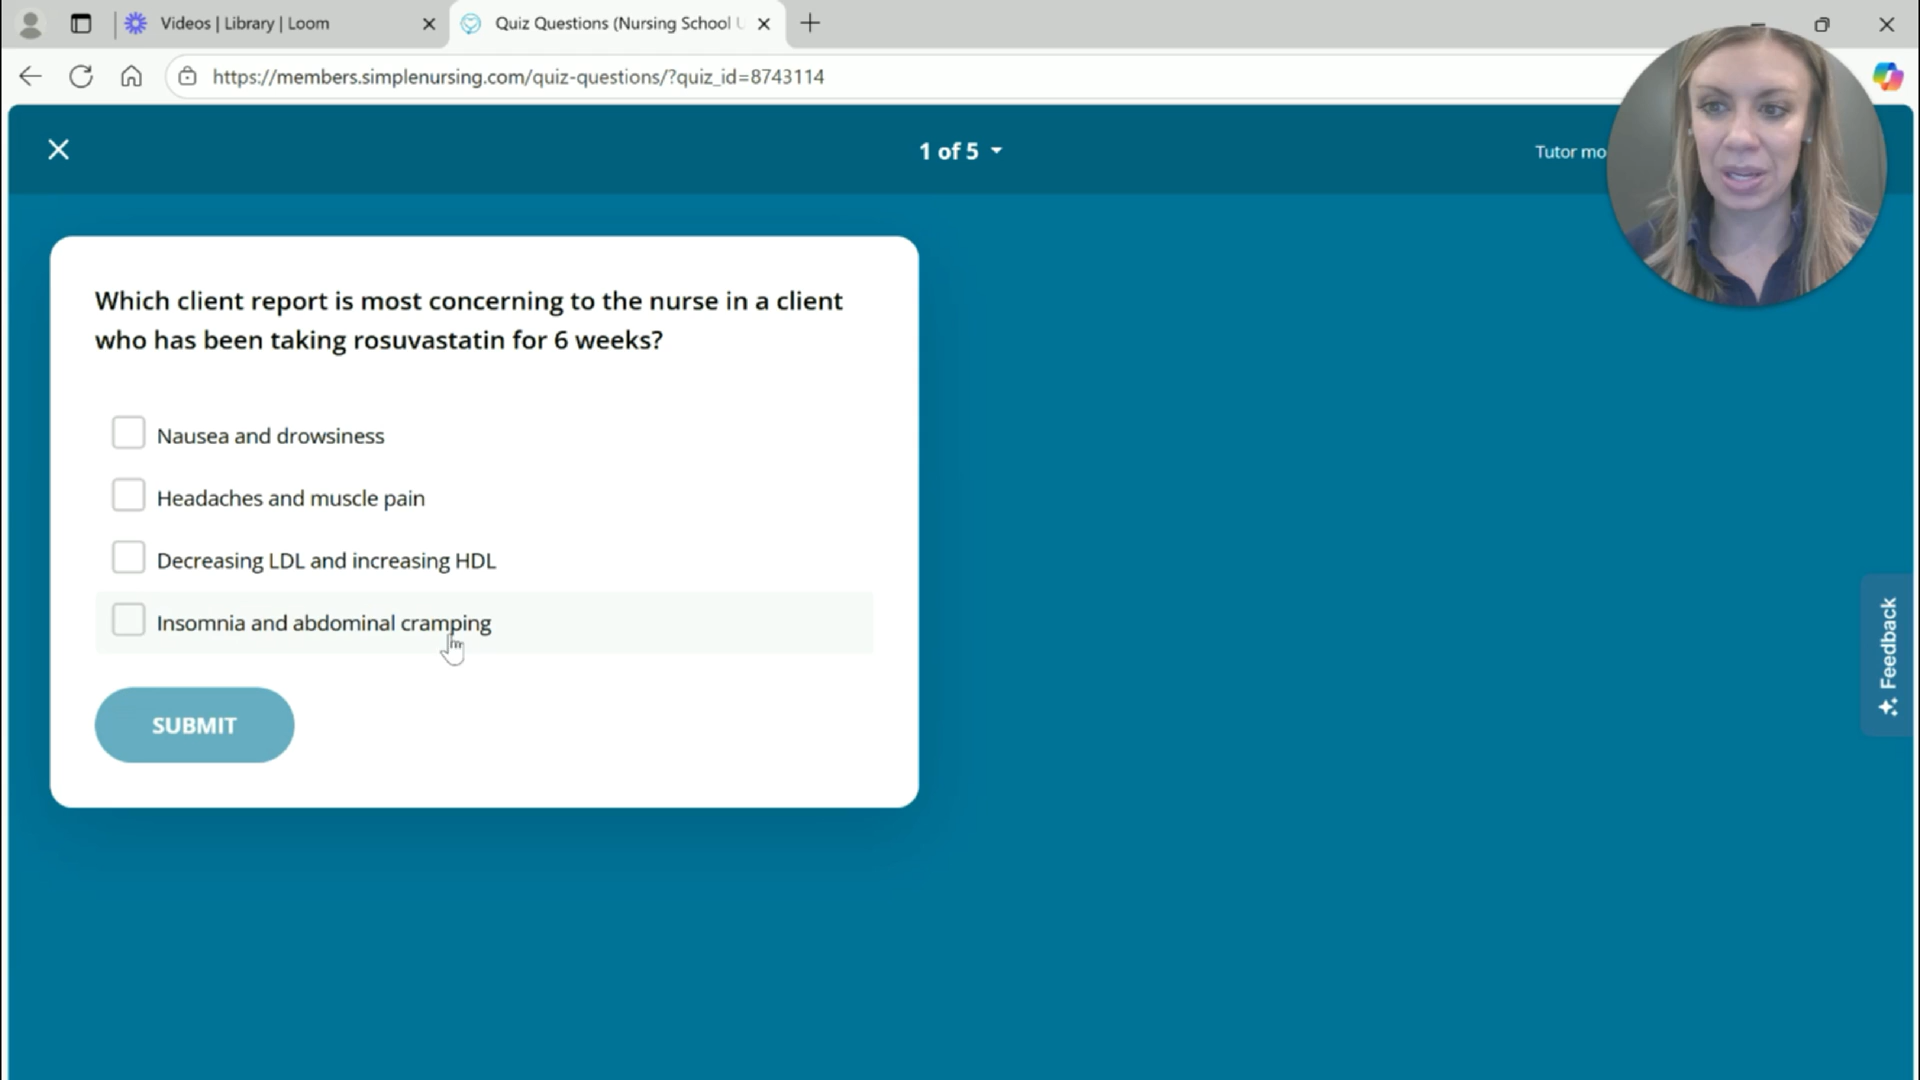 Videos | Library | Loom
Quiz Questions (Nursing School U
https://members.simplenursing.com/quiz-questions/?quiz_id=8743114
1 of 5
Tutor mo
Which client report is most concerning to the nurse in a client
who has been taking rosuvastatin for 6 weeks?
Nausea and drowsiness
Headaches and muscle pain
Decreasing LDL and increasing HDL
Insomnia and abdominal cramping
SUBMIT
Feedback